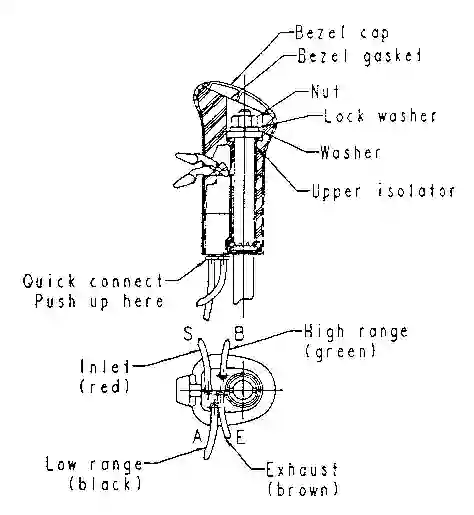 Bezel cap
Bezel gasket
Nut
Lock washer
Washer
Upper isolator
Quick connect
Push up here
S
B
High range
(green)
Inlet
(red)
A
E
Low range
(black)
Exhaust
(brown)